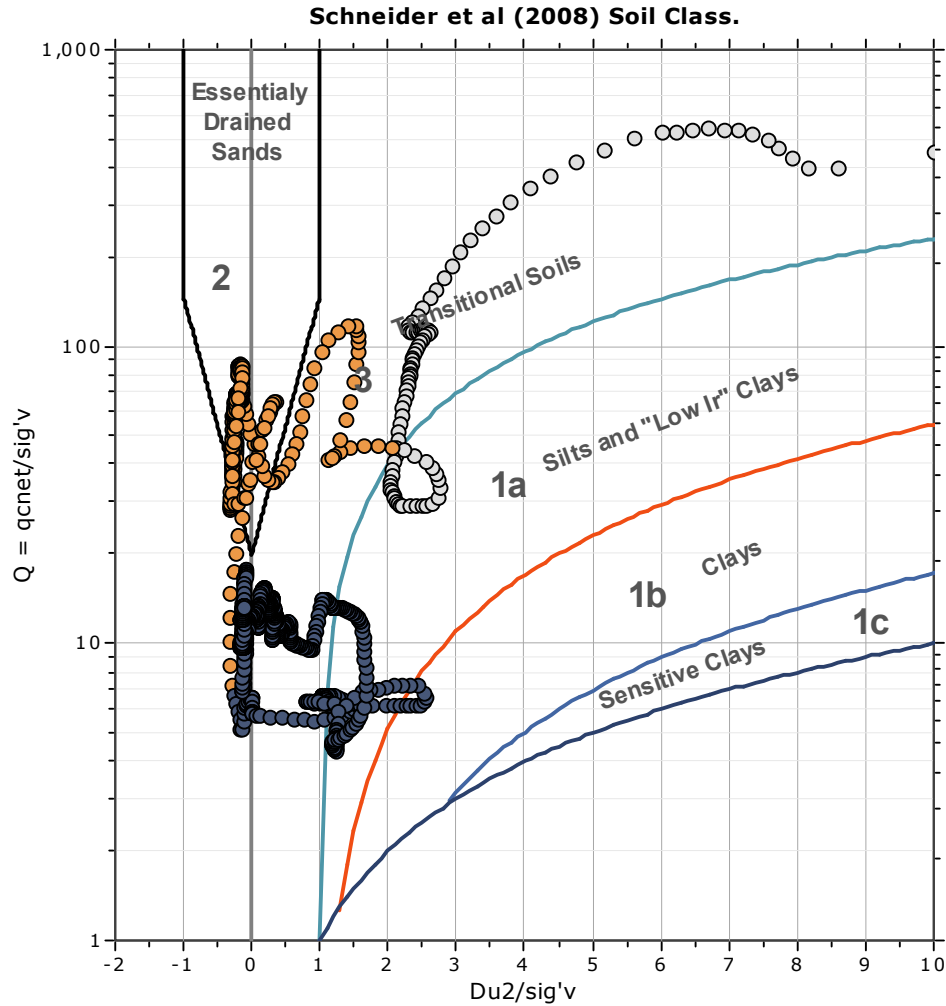 Schneider et al (2008) Soil Class.
1,000
Essentialy
Drained
Sands
2
Transitional Soils
100
3
Silts and "Low Ir" Clays
1a
Q = qcnet/sig'v
Clays
1b
10
1c
Sensitive Clays
1
-2 -1 0 1 2 3 4 5 6 7 8 9 10
Du2/sig'v